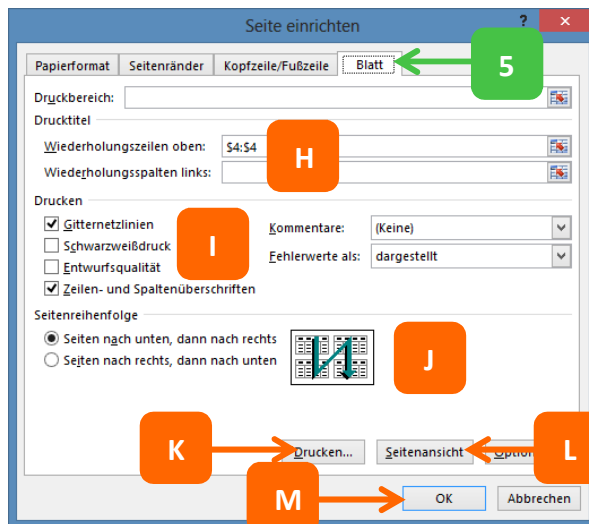 Seite einrichten ?
Papierformat Seitenränder Kopfzeile/Fußzeile Blatt 5
Druckbereich:
Drucktitel
Wiederholungszeilen oben: $4:$4 H
Wiederholungsspalten links:
Drucken
Gitternetzlinien Kommentare: (Keine)
Schwarzweißdruck I
Entwurfsqualität Fehlerwerte als: dargestellt
Zeilen- und Spaltenüberschriften
Seitenreihenfolge
Seiten nach unten, dann nach rechts
Seiten nach rechts, dann nach unten J
K Drucken... Seitenansicht L
M OK Abbrechen